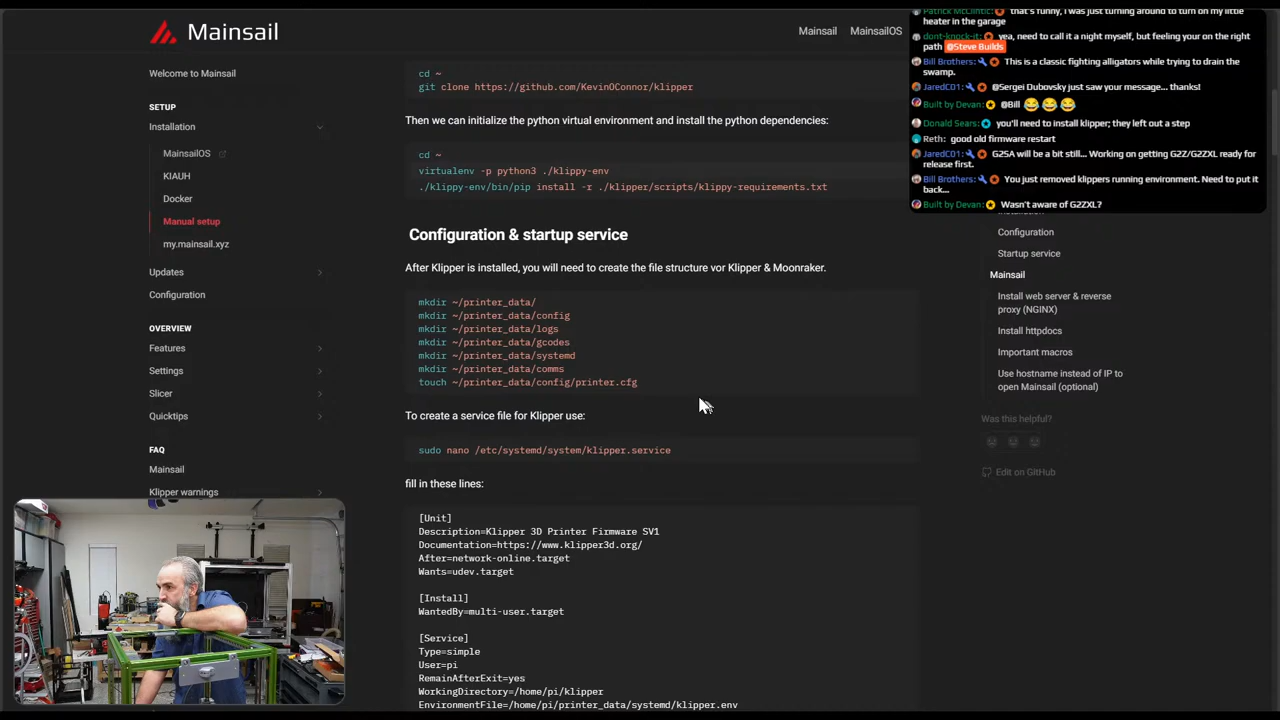 Mainsail
Mainsail
MainsailOS
Welcome to Mainsail
SETUP
Installation
MainsailOS
KIAUH
Docker
Manual setup
my.mainsail.xyz
Updates
Configuration
OVERVIEW
Features
Settings
Slicer
Quicktips
FAQ
Mainsail
Klipper warnings
cd ~
git clone https://github.com/KevinOConnor/klipper
Then we can initialize the python virtual environment and install the python dependencies:
cd ~
virtualenv -p python3 ./klippy-env
./klippy-env/bin/pip install -r ./klipper/scripts/klippy-requirements.txt
Configuration & startup service
After Klipper is installed, you will need to create the file structure vor Klipper & Moonraker.
mkdir ~/printer_data/
mkdir ~/printer_data/config
mkdir ~/printer_data/logs
mkdir ~/printer_data/gcodes
mkdir ~/printer_data/systemd
mkdir ~/printer_data/comms
touch ~/printer_data/config/printer.cfg
To create a service file for Klipper use:
sudo nano /etc/systemd/system/klipper.service
fill in these lines:
[Unit]
Description=Klipper 3D Printer Firmware SV1
Documentation=https://www.klipper3d.org/
After=network-online.target
Wants=udev.target
[Install]
WantedBy=multi-user.target
[Service]
Type=simple
User=pi
RemainAfterExit=yes
WorkingDirectory=/home/pi/klipper
EnvironmentFile=/home/pi/printer_data/systemd/klipper.env
Patrick McClintic: that's funny, I was just turning around to turn on my little
heater in the garage
dont-knock-it: yea, need to call it a night myself, but feeling your on the right
path @Steve Builds
Bill Brothers: This is a classic fighting alligators while trying to drain the
swamp.
JaredC01: @Sergei Dubovsky just saw your message... thanks!
Built by Devan: @Bill 😂 😂 😂
Donald Sears: you'll need to install klipper; they left out a step
Reth: good old firmware restart
JaredC01: G2SA will be a bit still... Working on getting G2Z/G2ZXL ready for
release first.
Bill Brothers: You just removed klippers running environment. Need to put it
back...
Built by Devan: Wasn't aware of G2ZXL?
Configuration
Startup service
Mainsail
Install web server & reverse
proxy (NGINX)
Install httpdocs
Important macros
Use hostname instead of IP to
open Mainsail (optional)
Was this helpful?
Edit on GitHub